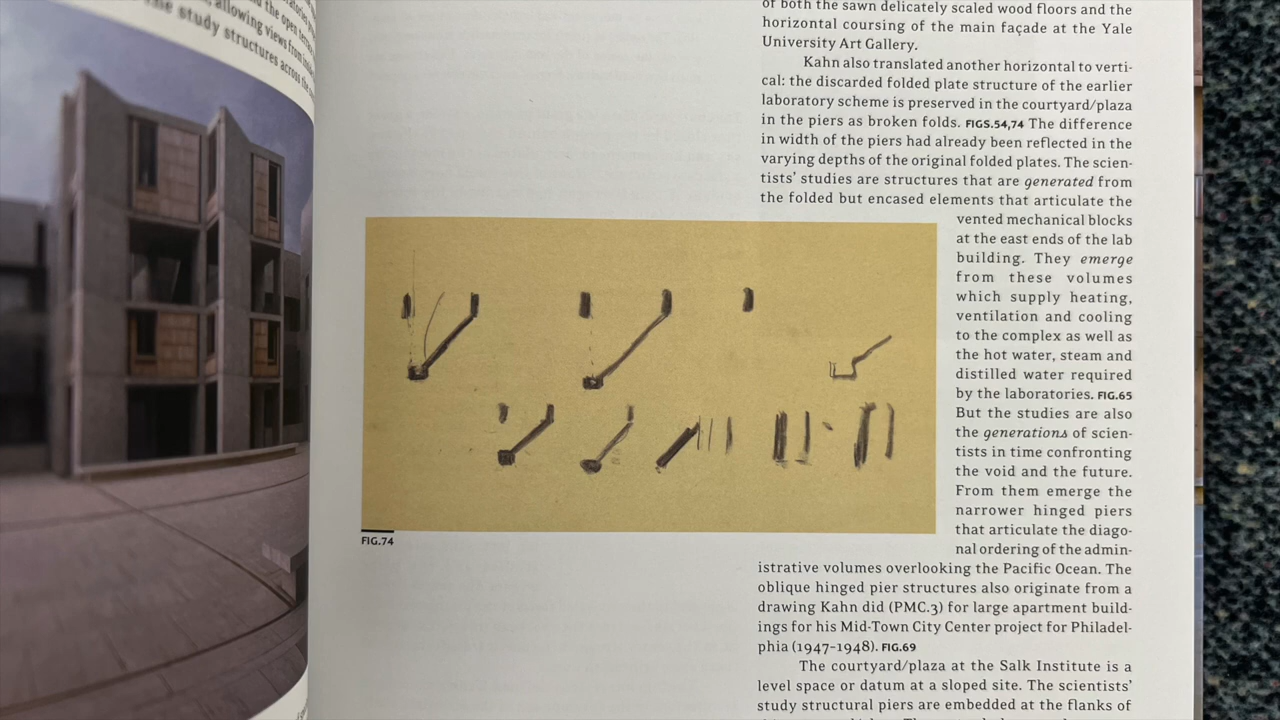 allowing views from
the study structures across the
of both the sawn delicately scaled wood floors and the
horizontal coursing of the main façade at the Yale
University Art Gallery.
Kahn also translated another horizontal to verti-
cal: the discarded folded plate structure of the earlier
laboratory scheme is preserved in the courtyard/plaza
in the piers as broken folds. FIGS.54,74 The difference
in width of the piers had already been reflected in the
varying depths of the original folded plates. The scien-
tists’ studies are structures that are generated from
the folded but encased elements that articulate the
vented mechanical blocks
at the east ends of the lab
building. They emerge
from these volumes
which supply heating,
ventilation and cooling
to the complex as well as
the hot water, steam and
distilled water required
by the laboratories. FIG.65
But the studies are also
the generations of scien-
tists in time confronting
the void and the future.
From them emerge the
narrower hinged piers
that articulate the diago-
nal ordering of the admin-
istrative volumes overlooking the Pacific Ocean. The
oblique hinged pier structures also originate from a
drawing Kahn did (PMC.3) for large apartment build-
ings for his Mid-Town City Center project for Philadel-
phia (1947-1948). FIG.69
The courtyard/plaza at the Salk Institute is a
level space or datum at a sloped site. The scientists’
study structural piers are embedded at the flanks of
FIG.74